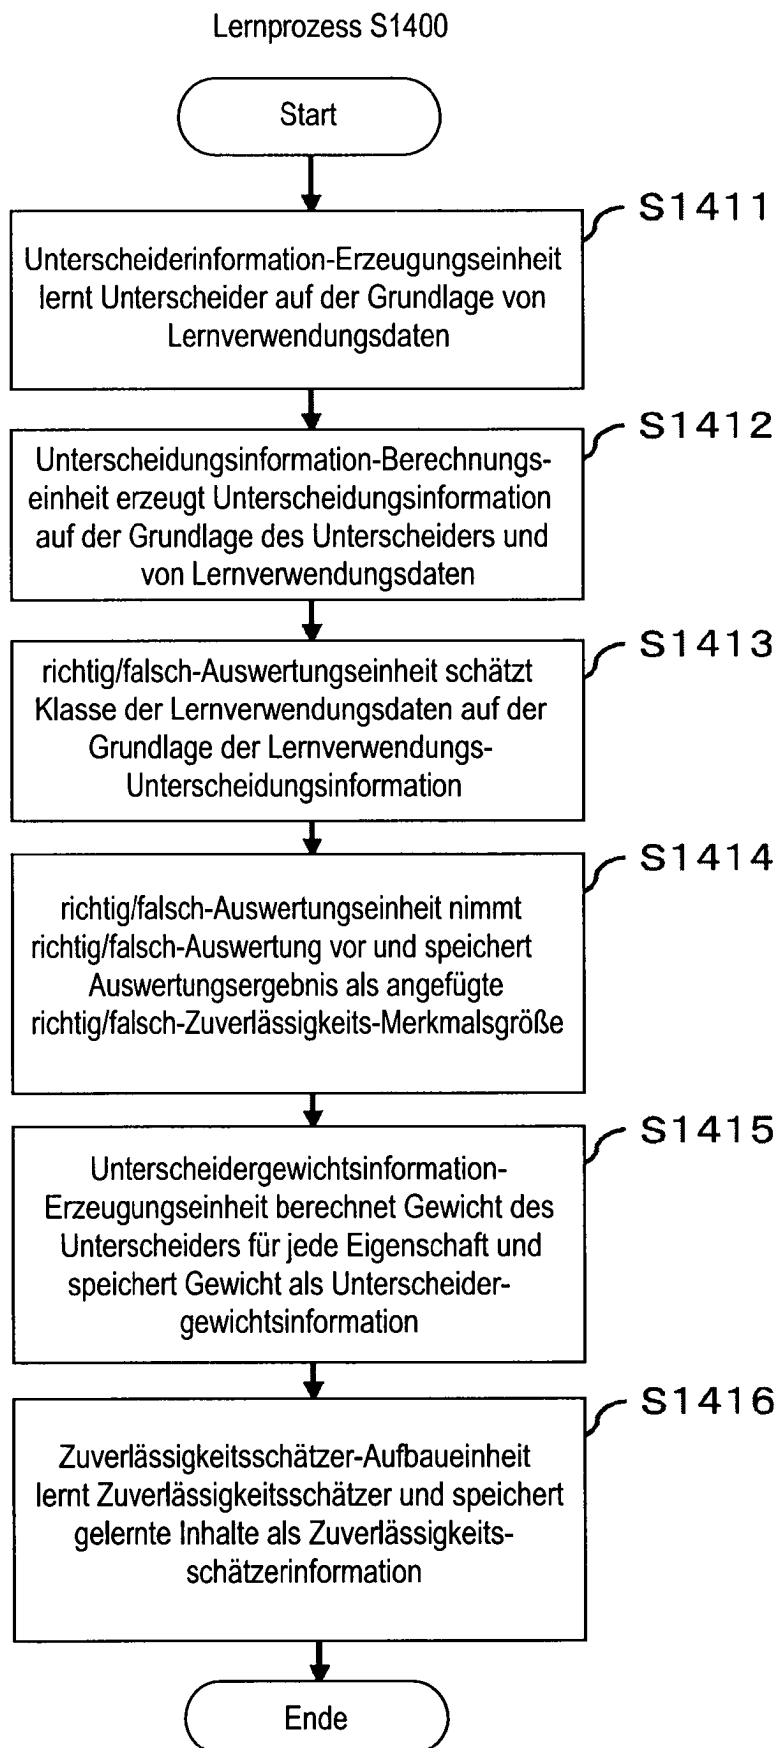 Lernprozess S1400
Start
S1411
Unterscheiderinformation-Erzeugungseinheit
lernt Unterscheider auf der Grundlage von
Lernverwendungsdaten
S1412
Unterscheidungsinformation-Berechnungs-
einheit erzeugt Unterscheidungsinformation
auf der Grundlage des Unterscheiders und
von Lernverwendungsdaten
S1413
richtig/falsch-Auswertungseinheit schätzt
Klasse der Lernverwendungsdaten auf der
Grundlage der Lernverwendungs-
Unterscheidungsinformation
S1414
richtig/falsch-Auswertungseinheit nimmt
richtig/falsch-Auswertung vor und speichert
Auswertungsergebnis als angefügte
richtig/falsch-Zuverlässigkeits-Merkmalsgröße
S1415
Unterscheidergewichtsinformation-
Erzeugungseinheit berechnet Gewicht des
Unterscheiders für jede Eigenschaft und
speichert Gewicht als Unterscheider-
gewichtsinformation
S1416
Zuverlässigkeitsschätzer-Aufbaueinheit
lernt Zuverlässigkeitsschätzer und speichert
gelernte Inhalte als Zuverlässigkeits-
schätzerinformation
Ende